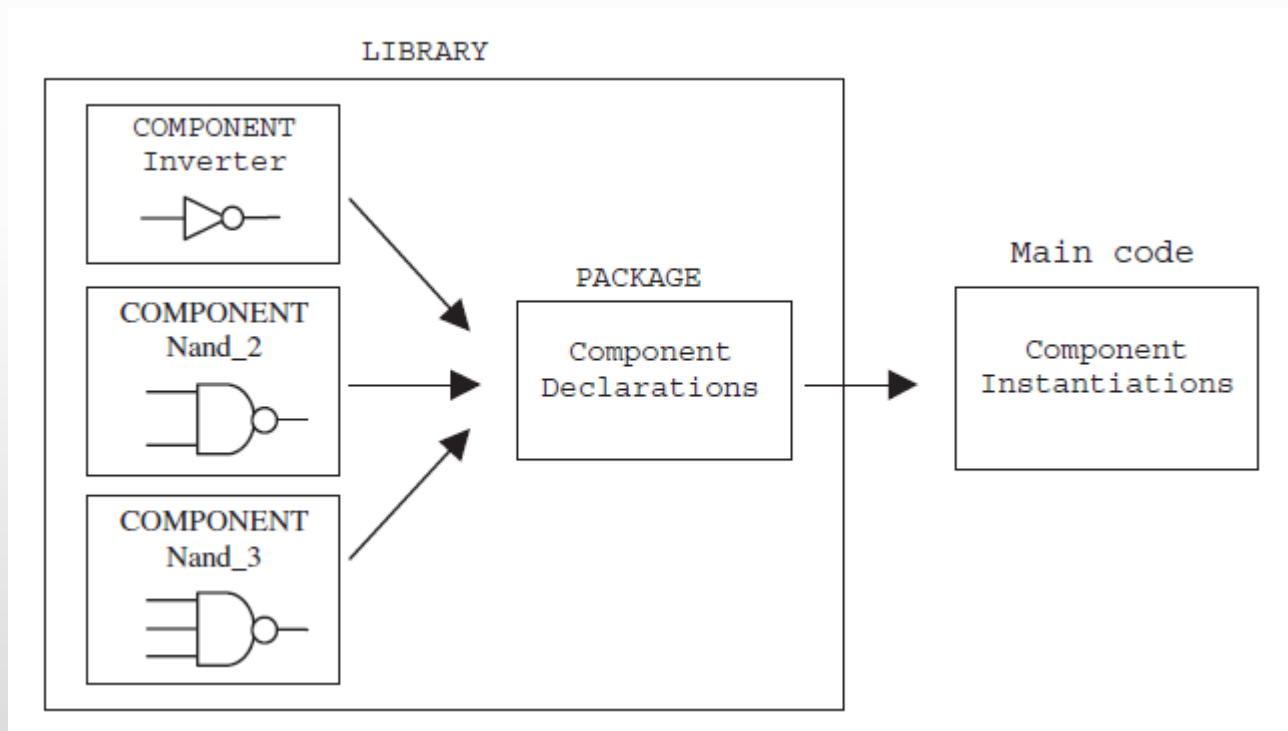 LIBRARY
COMPONENT
Inverter
COMPONENT
Nand_2
COMPONENT
Nand_3
PACKAGE
Component
Declarations
Main code
Component
Instantiations